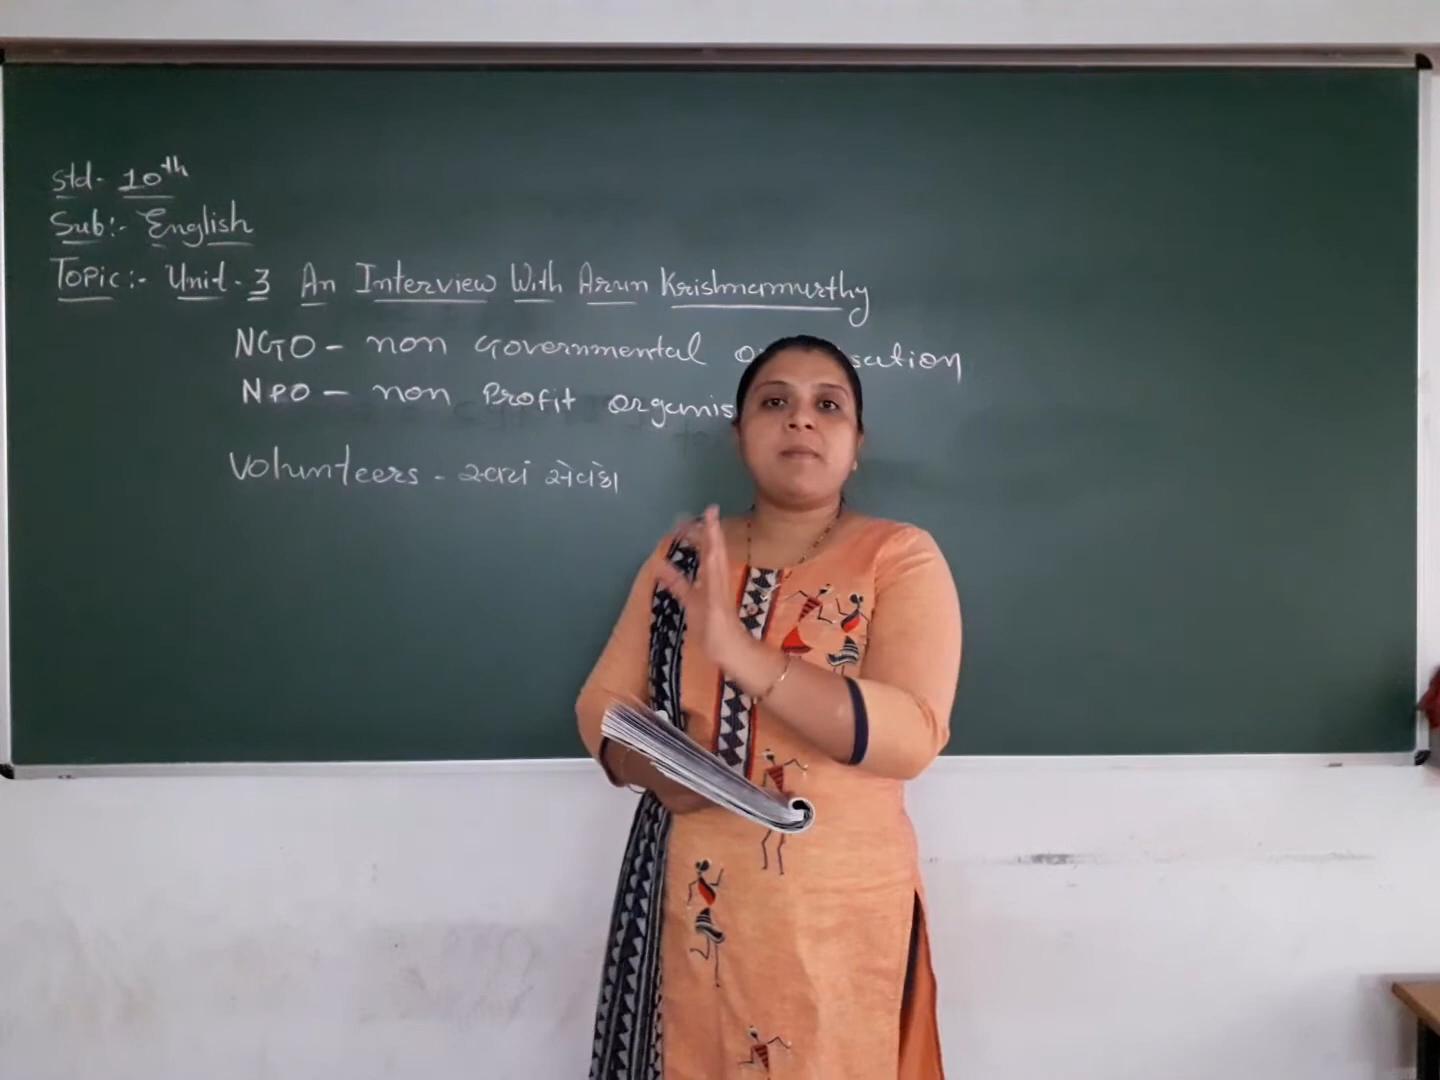 Std- 10th
Sub:- English
Topic:- Unit-3 An Interview With Arun Krishnamurthy
NGO - non Governmental
NPO - non Profit
Volunteers - સ્વયં સેવકો